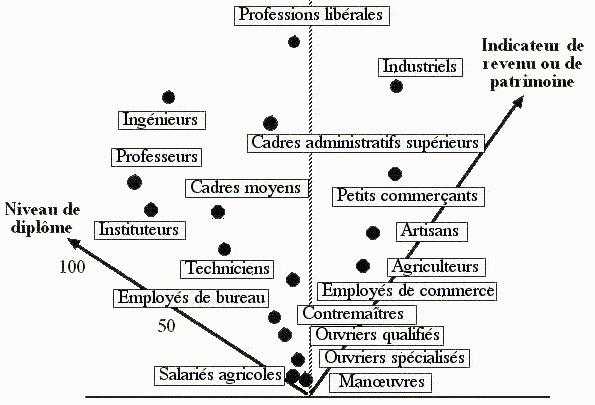 Professions libérales
Indicateur de
revenu ou de
patrimoine
Industriels
Ingénieurs
Cadres administratifs supérieurs
Professeurs
Cadres moyens
Petits commerçants
Niveau de
diplôme
Instituteurs
Artisans
100
Techniciens
Agriculteurs
Employés de bureau
Employés de commerce
50
Contremaîtres
Ouvriers qualifiés
Ouvriers spécialisés
Salariés agricoles
Manœuvres